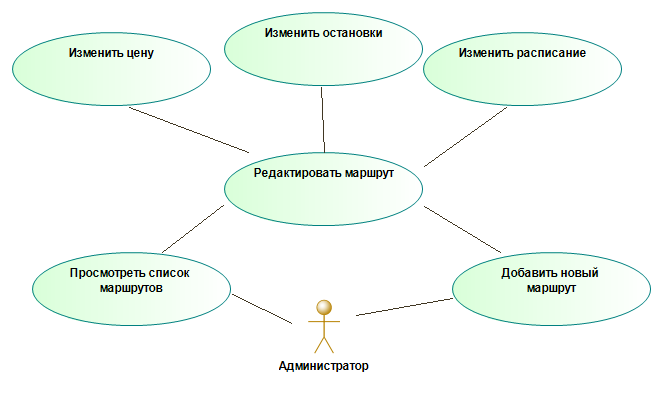 Изменить цену
Изменить остановки
Изменить расписание
Редактировать маршрут
Просмотреть список
маршрутов
Добавить новый
маршрут
Администратор